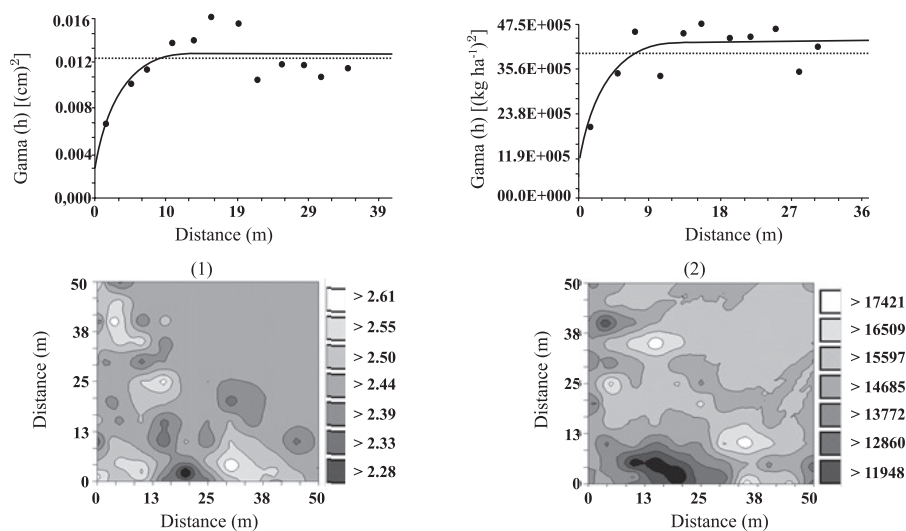 0.016
0.012
0.008
0.004
0,000
Gama (h) [(cm)²]
0 10 19 29 39
Distance (m)
(1)
47.5E+005
35.6E+005
23.8E+005
11.9E+005
00.0E+000
Gama (h) [(kg ha⁻¹)²]
0 9 18 27 36
Distance (m)
(2)
50
38
25
13
0
Distance (m)
0 13 25 38 50
Distance (m)
> 2.61
> 2.55
> 2.50
> 2.44
> 2.39
> 2.33
> 2.28
50
38
25
13
0
Distance (m)
0 13 25 38 50
Distance (m)
> 17421
> 16509
> 15597
> 14685
> 13772
> 12860
> 11948